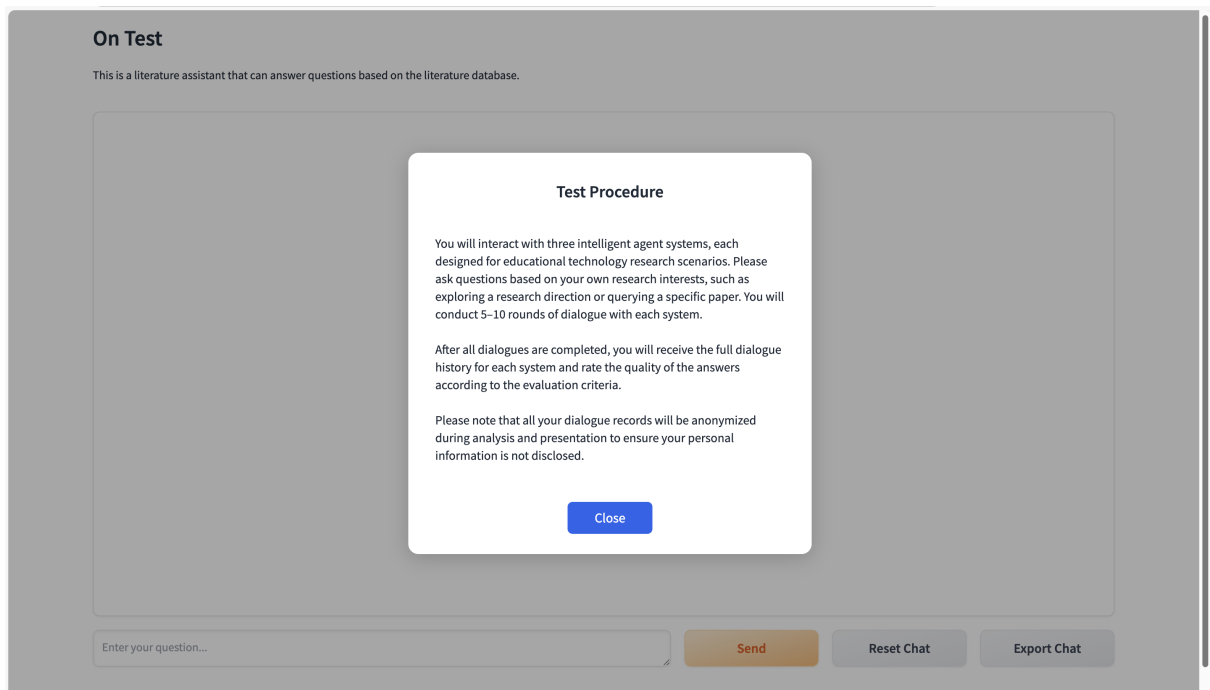 On Test
This is a literature assistant that can answer questions based on the literature database.
Test Procedure
You will interact with three intelligent agent systems, each
designed for educational technology research scenarios. Please
ask questions based on your own research interests, such as
exploring a research direction or querying a specific paper. You will
conduct 5–10 rounds of dialogue with each system.
After all dialogues are completed, you will receive the full dialogue
history for each system and rate the quality of the answers
according to the evaluation criteria.
Please note that all your dialogue records will be anonymized
during analysis and presentation to ensure your personal
information is not disclosed.
Close
Enter your question...
Send
Reset Chat
Export Chat